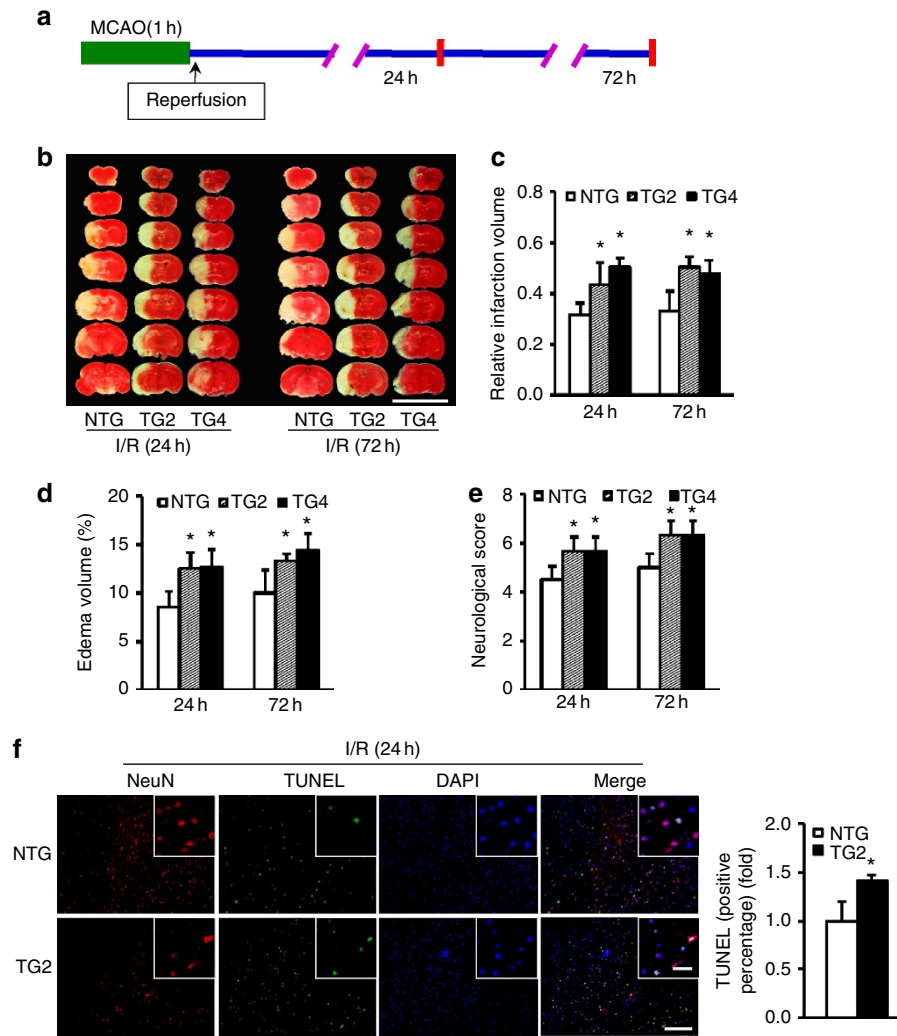 a
MCAO(1 h)
24 h
72 h
Reperfusion
b
NTG TG2 TG4 NTG TG2 TG4
I/R (24 h) I/R (72 h)
c
Relative infarction volume
0.8
0.6
0.4
0.2
0.0
NTG TG2 TG4
* * * *
24 h 72 h
d
Edema volume (%)
20
15
10
5
0
NTG TG2 TG4
* * * *
24 h 72 h
e
Neurological score
8
6
4
2
0
NTG TG2 TG4
* * * *
24 h 72 h
f
I/R (24 h)
NeuN TUNEL DAPI Merge
NTG
TG2
TUNEL (positive
percentage) (fold)
2.0
1.5
1.0
0.5
0.0
NTG
TG2
*